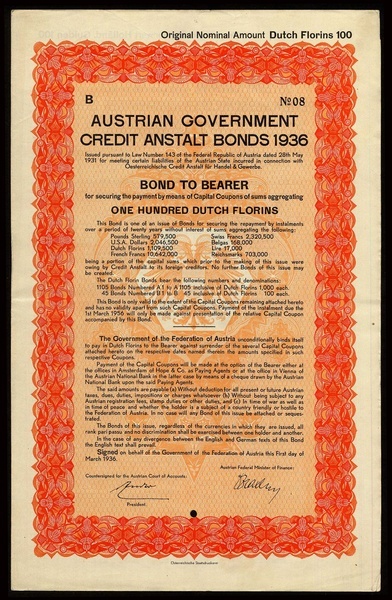 Original Nominal Amount Dutch Florins 100
B
No 08
AUSTRIAN GOVERNMENT
CREDIT ANSTALT BONDS 1936
Issued pursuant to Law Number 143 of the Federal Republic of Austria dated 28th May
1931 for meeting certain liabilities of the Austrian State incurred in connection with
Oesterreichische Credit Anstalt für Handel & Gewerbe.
BOND TO BEARER
for securing the payment by means of Capital Coupons of sums aggregating
ONE HUNDRED DUTCH FLORINS
This Bond is one of an issue of Bonds for securing the repayment by instalments
over a period of twenty years without interest of sums aggregating the following:
Pounds Sterling 579,500 Swiss Francs 2,320,500
U.S.A. Dollars 2,046,500 Belgas 168,000
Dutch Florins 1,109,500 Lire 17,000
French Francs 10,642,000 Reichsmarks 703,000
being a portion of the capital sums which prior to the making of this issue were
owing by Credit Anstalt to its foreign creditors. No further Bonds of this issue may
be created.
The Dutch Florin Bonds bear the following numbers and denominations:
1105 Bonds Numbered A 1 to A 1105 inclusive of Dutch Florins 1,000 each.
45 Bonds Numbered B 1 to B 45 inclusive of Dutch Florins 100 each.
This Bond is only valid to the extent of the Capital Coupons remaining attached hereto
and has no validity apart from such Capital Coupons. Payment of the instalment due the
1st March 1956 will only be made against presentation of the relative Capital Coupon
accompanied by this Bond.
The Government of the Federation of Austria unconditionally binds itself
to pay in Dutch Florins to the Bearer against surrender of the several Capital Coupons
attached hereto on the respective dates named therein the amounts specified in such
respective Coupons.
Payment of the Capital Coupons will be made at the option of the Bearer either at
the offices in Amsterdam of Hope & Co. as Paying Agents or at the office in Vienna of
the Austrian National Bank in the latter case by means of a cheque drawn by the Austrian
National Bank upon the said Paying Agents.
The said amounts are payable (a) Without deduction for all present or future Austrian
taxes, dues, duties, impositions or charges whatsoever (b) Without being subject to any
Austrian registration fees, stamp duties or other duties, and (c) in time of war as well as
in time of peace and whether the holder is a subject of a country friendly or hostile to
the Federation of Austria. In no case will any Bond of this issue be attached or seques-
trated.
The Bonds of this issue, regardless of the currencies in which they are issued, all
rank pari passu and no discrimination shall be exercised between one holder and another.
In the case of any divergence between the English and German texts of this Bond
the English text shall prevail.
Signed on behalf of the Government of the Federation of Austria this first day of
March 1936.
Austrian Federal Minister of Finance:
Countersigned for the Austrian Court of Accounts:
President.
Österreichische Staatsdruckerei